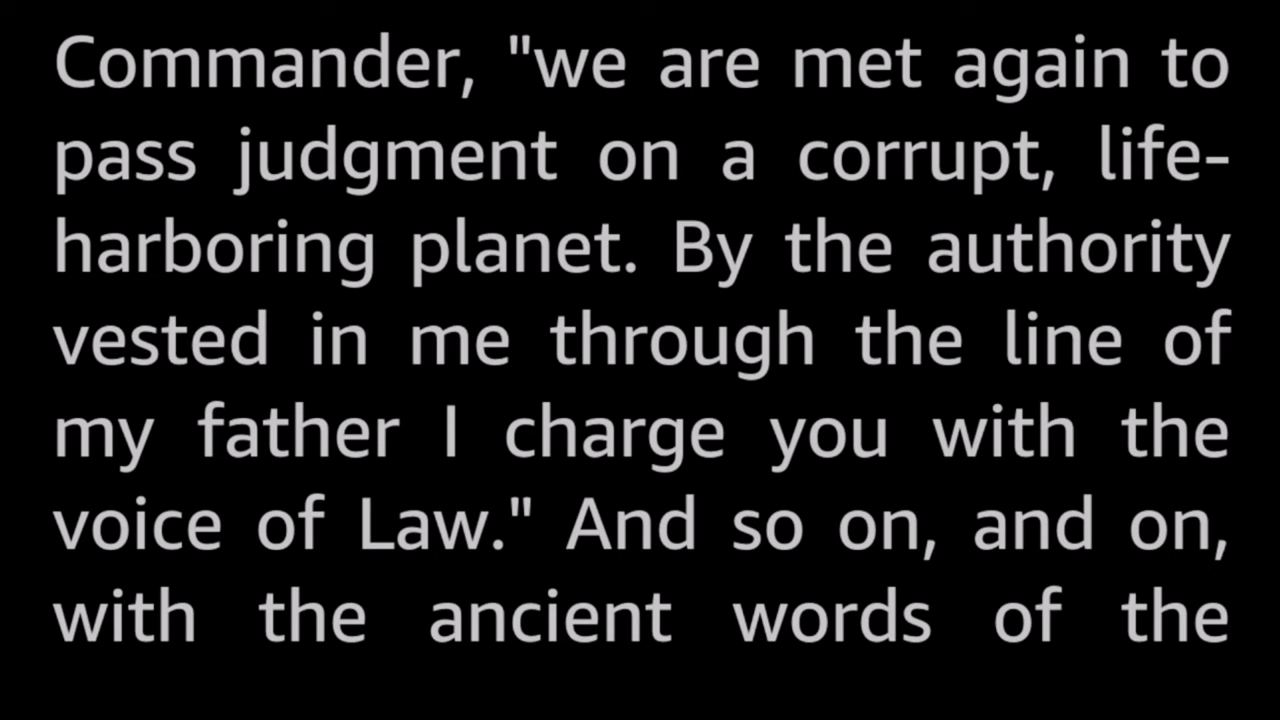 Commander, "we are met again to
pass judgment on a corrupt, life-
harboring planet. By the authority
vested in me through the line of
my father I charge you with the
voice of Law." And so on, and on,
with the ancient words of the